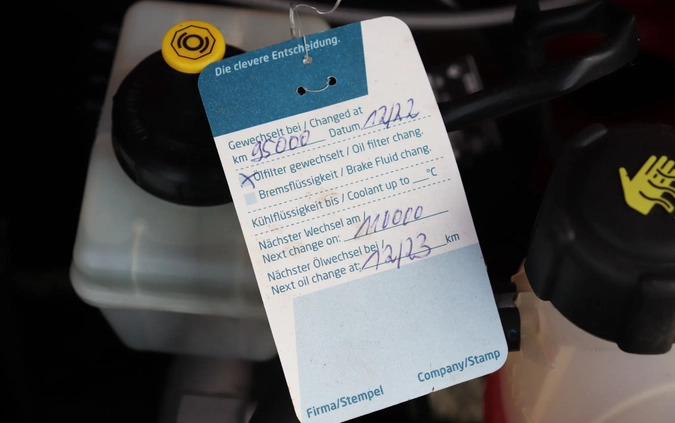 Die clevere Entscheidung.
Gewechselt bei / Changed at
km 95000 Datum 12/22
X Ölfilter gewechselt / Oil filter chang.
Bremsflüssigkeit / Brake Fluid chang.
Kühlflüssigkeit bis / Coolant up to ___°C
Nächster Wechsel am
Next change on: 110000
Nächster Ölwechsel bei
Next oil change at: 12/23 km
Firma/Stempel Company/Stamp